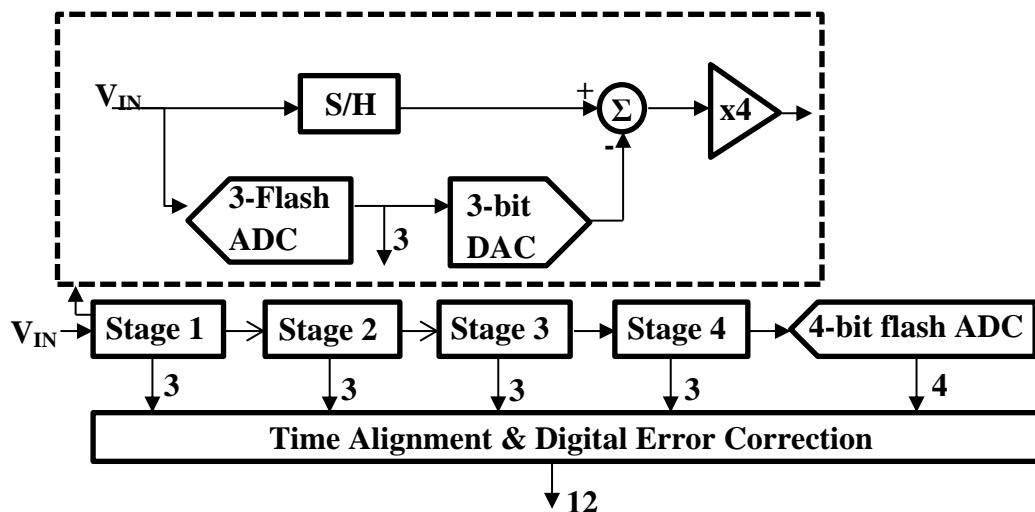 V_IN
S/H
+
Σ
-
x4
3-Flash
ADC
3
3-bit
DAC
V_IN
Stage 1
Stage 2
Stage 3
Stage 4
4-bit flash ADC
3
3
3
3
4
Time Alignment & Digital Error Correction
12